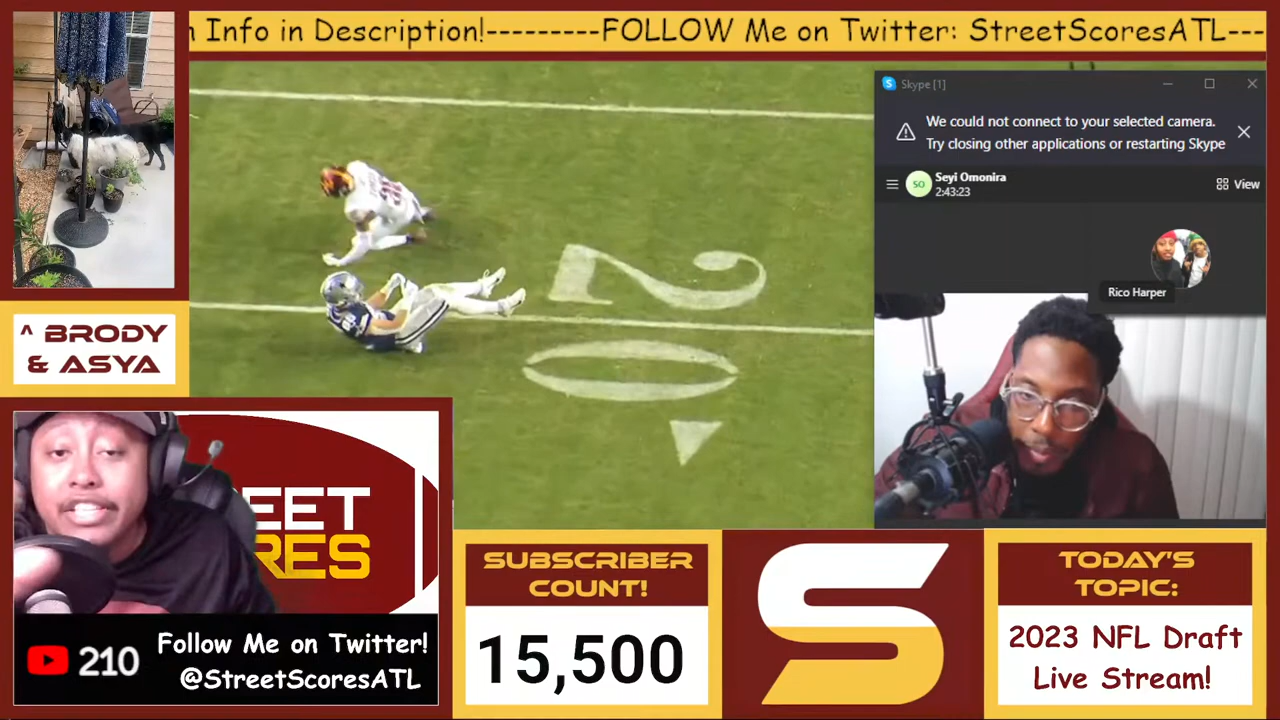 n Info in Description!---------FOLLOW Me on Twitter: StreetScoresATL---
Skype [1]
We could not connect to your selected camera.
Try closing other applications or restarting Skype
SO
Seyi Omonira
2:43:23
View
Rico Harper
^ BRODY
& ASYA
20
EET
RES
210
Follow Me on Twitter!
@StreetScoresATL
SUBSCRIBER
COUNT!
15,500
S
TODAY'S
TOPIC:
2023 NFL Draft
Live Stream!